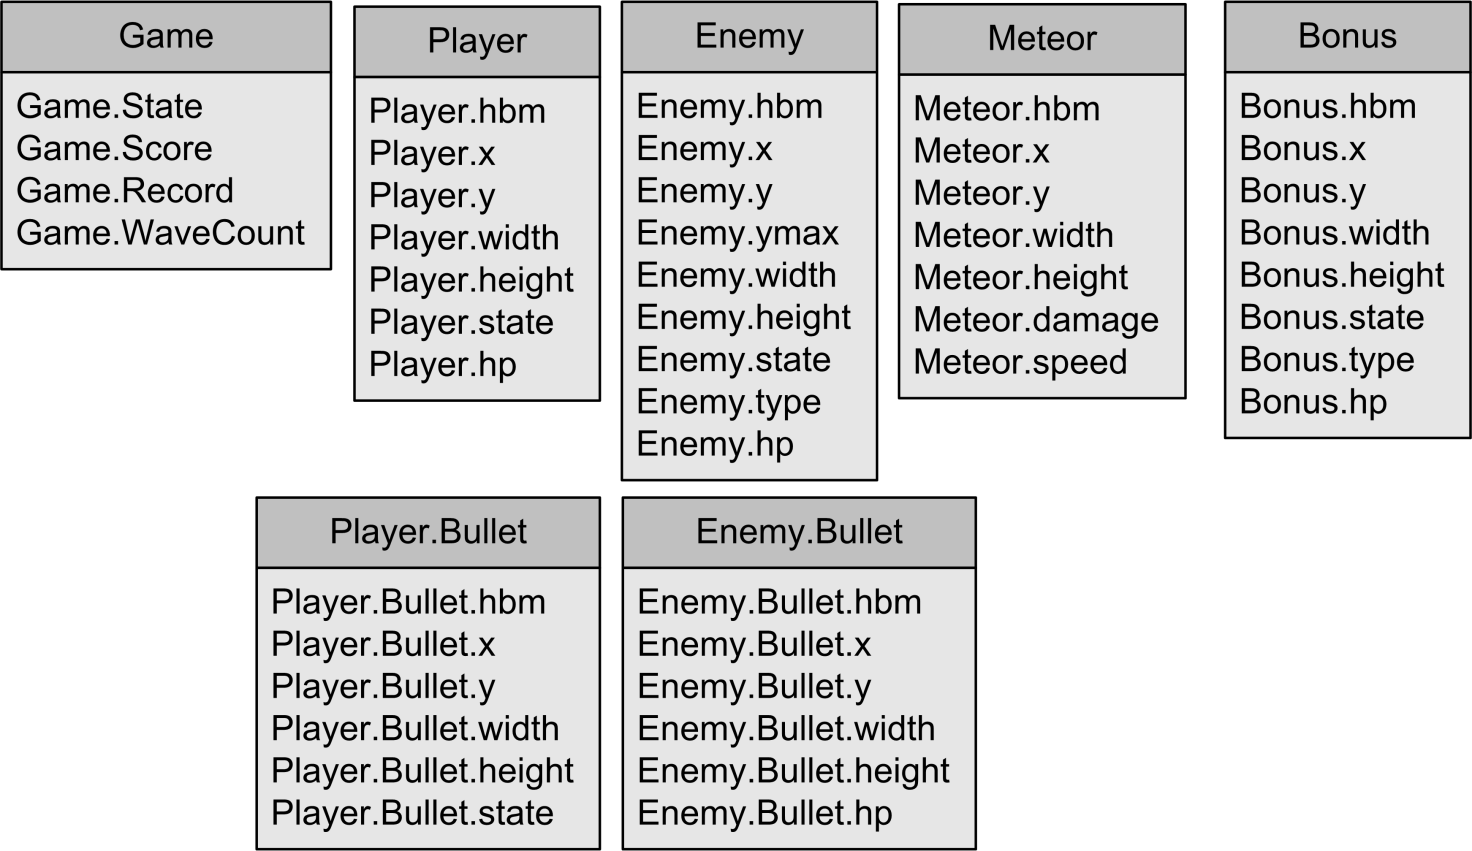 Game
Game.State
Game.Score
Game.Record
Game.WaveCount
Player
Player.hbm
Player.x
Player.y
Player.width
Player.height
Player.state
Player.hp
Enemy
Enemy.hbm
Enemy.x
Enemy.y
Enemy.ymax
Enemy.width
Enemy.height
Enemy.state
Enemy.type
Enemy.hp
Meteor
Meteor.hbm
Meteor.x
Meteor.y
Meteor.width
Meteor.height
Meteor.damage
Meteor.speed
Bonus
Bonus.hbm
Bonus.x
Bonus.y
Bonus.width
Bonus.height
Bonus.state
Bonus.type
Bonus.hp
Player.Bullet
Player.Bullet.hbm
Player.Bullet.x
Player.Bullet.y
Player.Bullet.width
Player.Bullet.height
Player.Bullet.state
Enemy.Bullet
Enemy.Bullet.hbm
Enemy.Bullet.x
Enemy.Bullet.y
Enemy.Bullet.width
Enemy.Bullet.height
Enemy.Bullet.hp